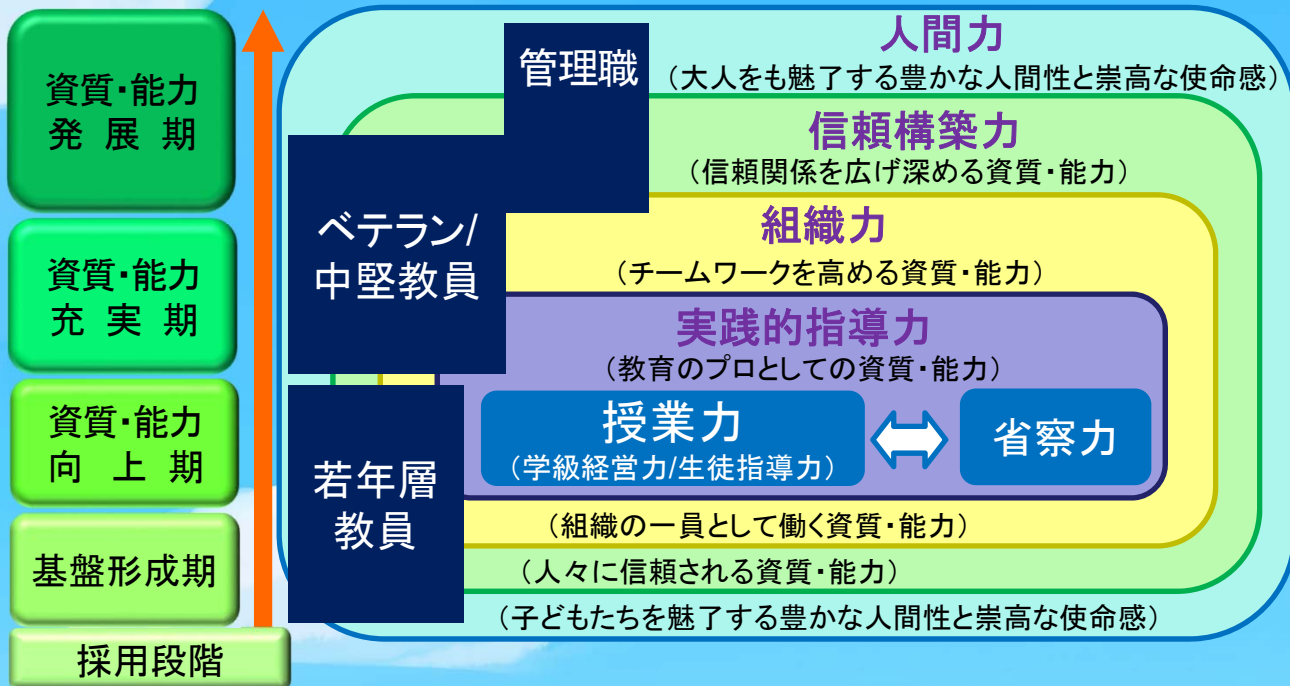 資質・能力
発 展 期
資質・能力
充 実 期
資質・能力
向 上 期
基盤形成期
採用段階
管理職
ベテラン/
中堅教員
若年層
教員
人間力
（大人をも魅了する豊かな人間性と崇高な使命感）
信頼構築力
（信頼関係を広げ深める資質・能力）
組織力
（チームワークを高める資質・能力）
実践的指導力
（教育のプロとしての資質・能力）
授業力
（学級経営力/生徒指導力）
省察力
（組織の一員として働く資質・能力）
（人々に信頼される資質・能力）
（子どもたちを魅了する豊かな人間性と崇高な使命感）